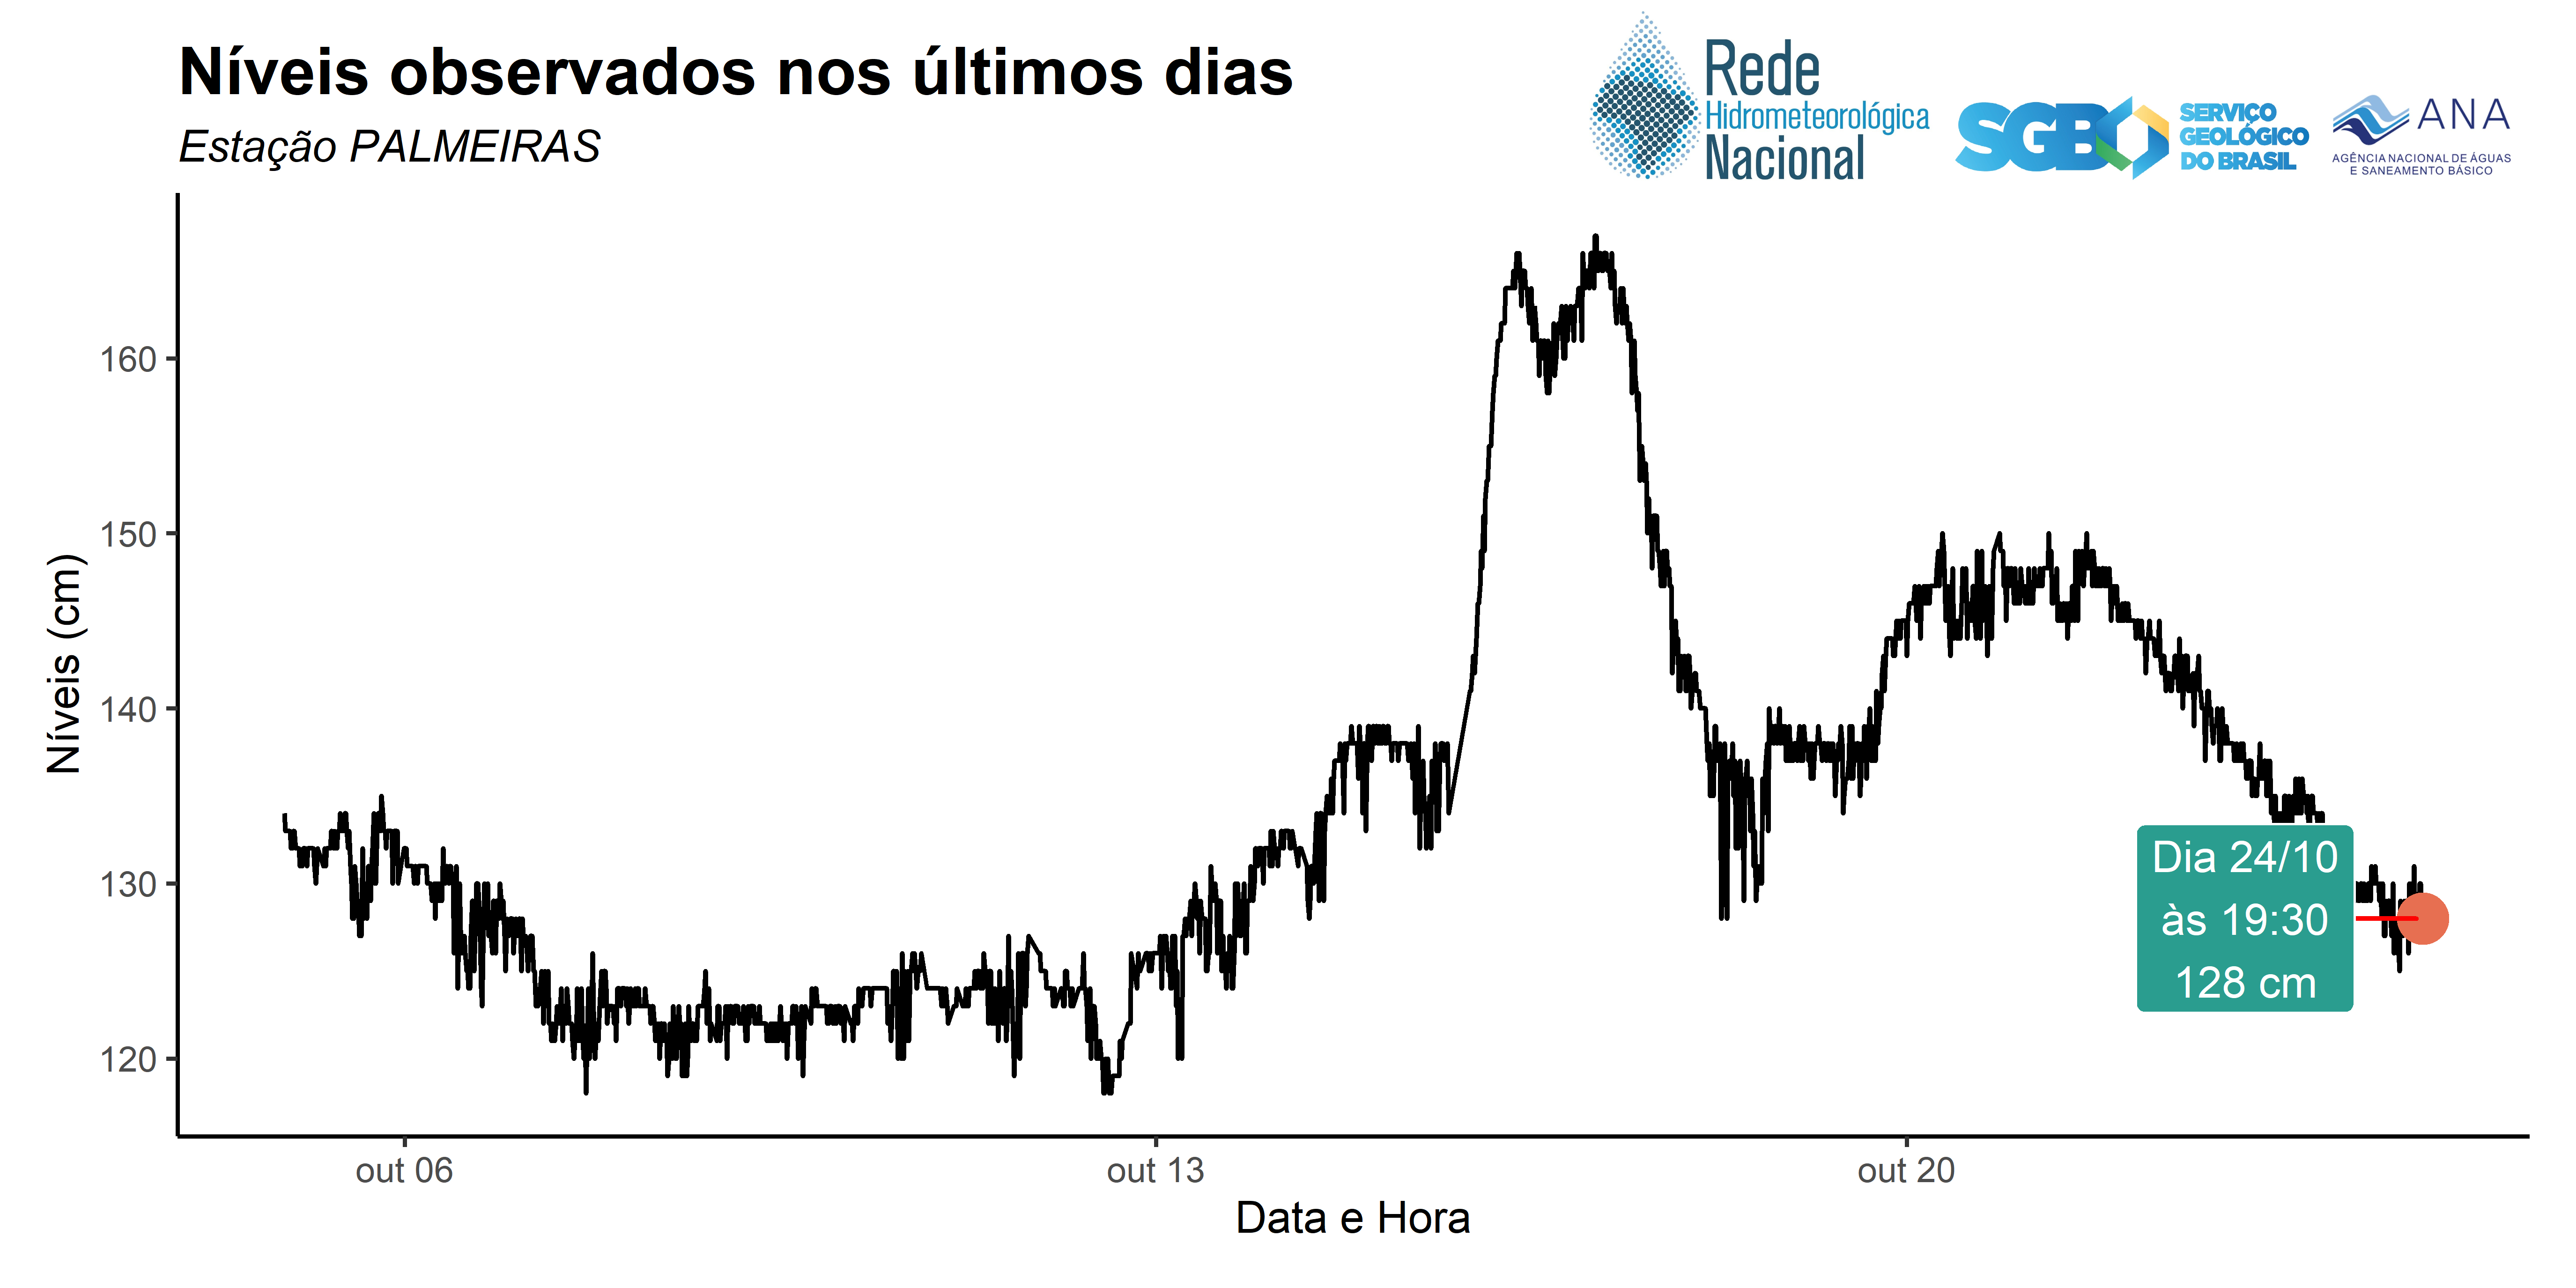 Níveis observados nos últimos dias
Estação PALMEIRAS
Rede
Hidrometeorológica
Nacional
SGB
SERVIÇO
GEOLÓGICO
DO BRASIL
ANA
AGÊNCIA NACIONAL DE ÁGUAS
E SANEAMENTO BÁSICO
Níveis (cm)
160
150
140
130
120
Dia 24/10
às 19:30
128 cm
out 06
out 13
out 20
Data e Hora